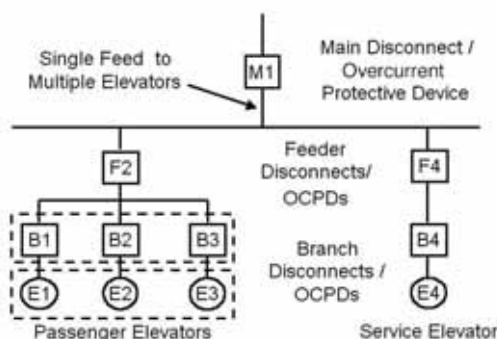 Single Feed to
Multiple Elevators
M1
Main Disconnect /
Overcurrent
Protective Device
F2
Feeder
Disconnects/
OCPDs
F4
B1
B2
B3
Branch
Disconnects /
OCPDs
B4
E1
E2
E3
E4
Passenger Elevators
Service Elevator